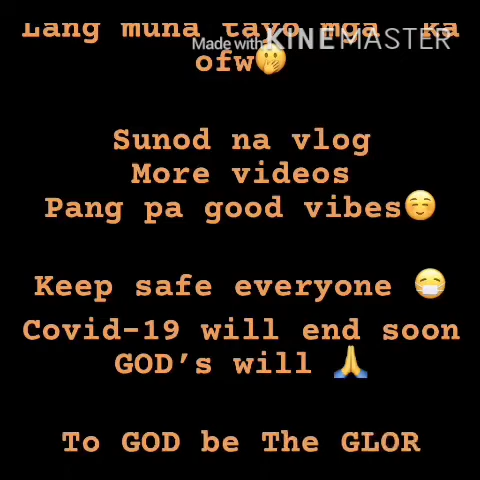 Lang muna tayo mga ka
Made with KINEMASTER
ofw🤭
Sunod na vlog
More videos
Pang pa good vibes☺️
Keep safe everyone 😷
Covid-19 will end soon
GOD’s will 🙏
To GOD be The GLOR